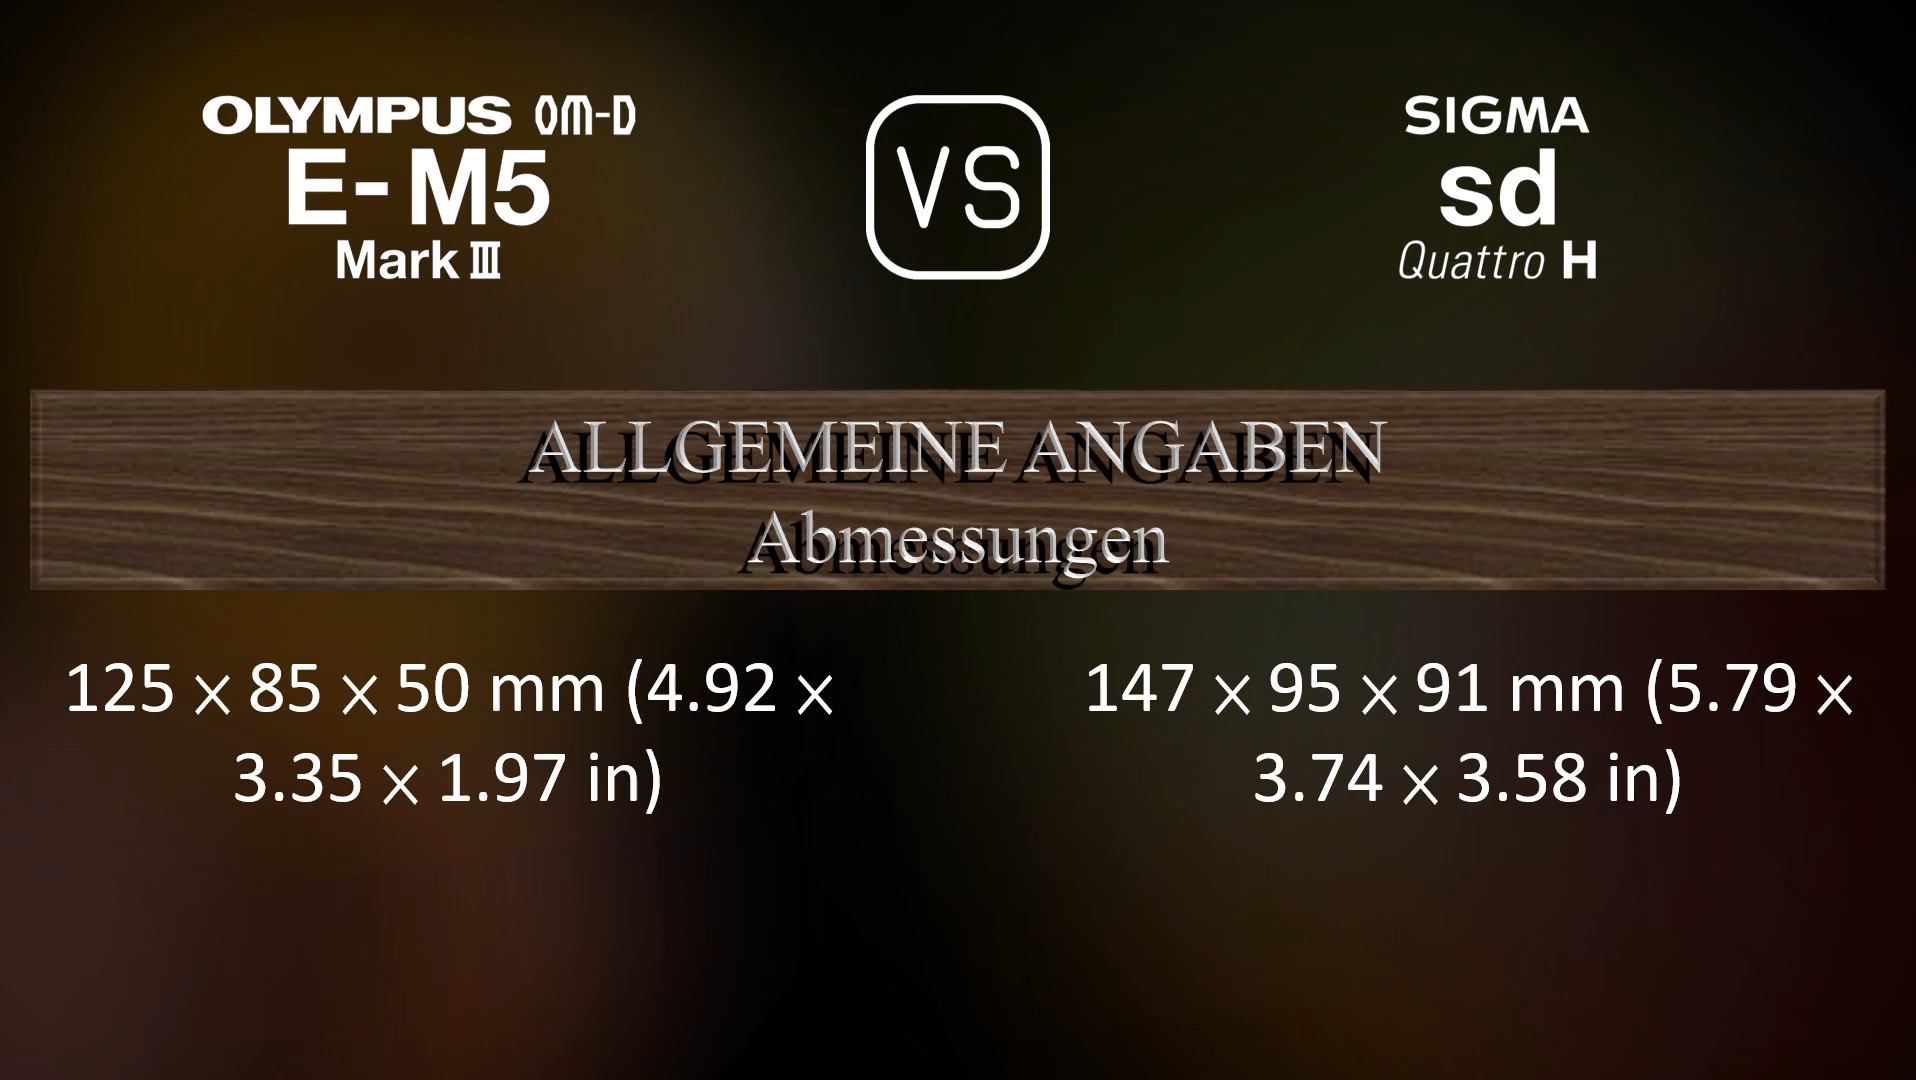 OLYMPUS OM-D
E-M5
Mark III
VS
SIGMA
sd
Quattro H
ALLGEMEINE ANGABEN
Abmessungen
125 x 85 x 50 mm (4.92 x
3.35 x 1.97 in)
147 x 95 x 91 mm (5.79 x
3.74 x 3.58 in)